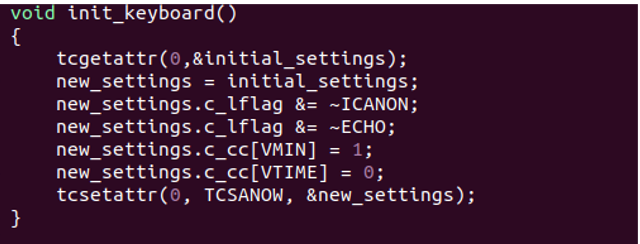 void init_keyboard()
{
    tcgetattr(0,&initial_settings);
    new_settings = initial_settings;
    new_settings.c_lflag &= ~ICANON;
    new_settings.c_lflag &= ~ECHO;
    new_settings.c_cc[VMIN] = 1;
    new_settings.c_cc[VTIME] = 0;
    tcsetattr(0, TCSANOW, &new_settings);
}